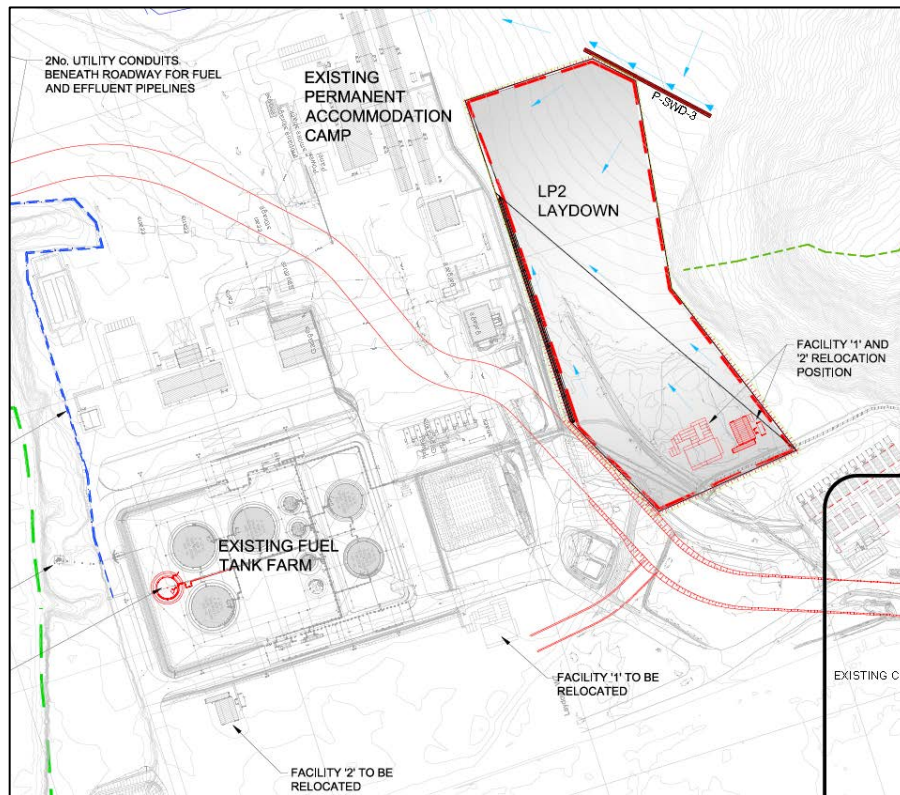 2No. UTILITY CONDUITS
BENEATH ROADWAY FOR FUEL
AND EFFLUENT PIPELINES
EXISTING
PERMANENT
ACCOMMODATION
CAMP
P-SWD-3
LP2
LAYDOWN
FACILITY '1' AND
'2' RELOCATION
POSITION
EXISTING FUEL
TANK FARM
FACILITY '1' TO BE
RELOCATED
EXISTING C
FACILITY '2' TO BE
RELOCATED